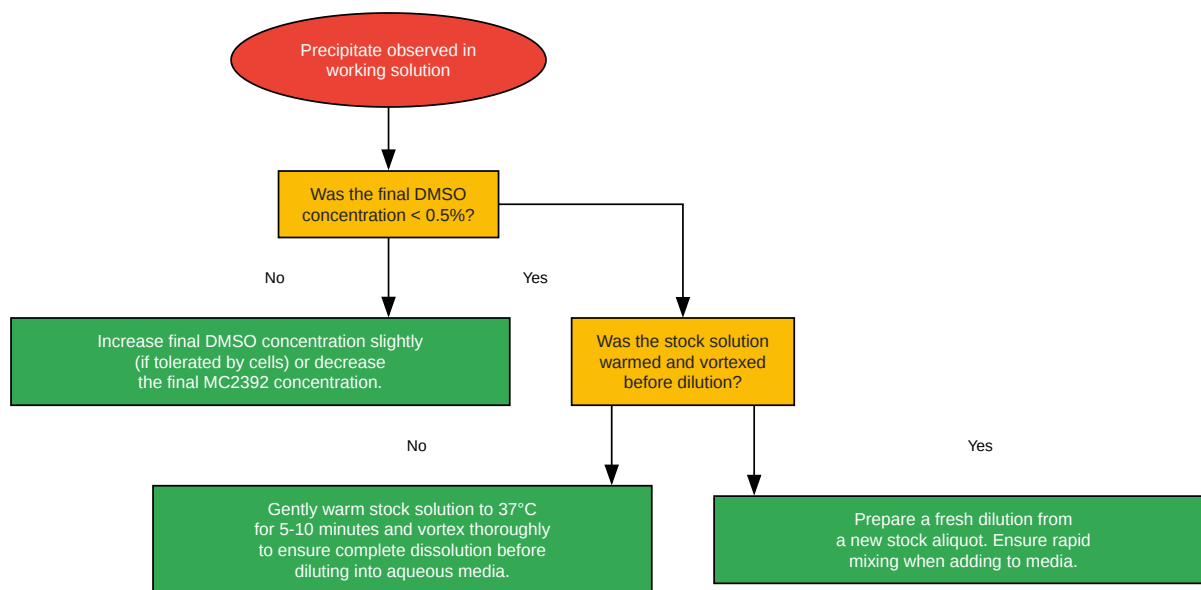 Precipitate observed in
working solution
Was the final DMSO
concentration < 0.5%?
No
Yes
Increase final DMSO concentration slightly
(if tolerated by cells) or decrease
the final MC2392 concentration.
Was the stock solution
warmed and vortexed
before dilution?
No
Yes
Gently warm stock solution to 37°C
for 5-10 minutes and vortex thoroughly
to ensure complete dissolution before
diluting into aqueous media.
Prepare a fresh dilution from
a new stock aliquot. Ensure rapid
mixing when adding to media.